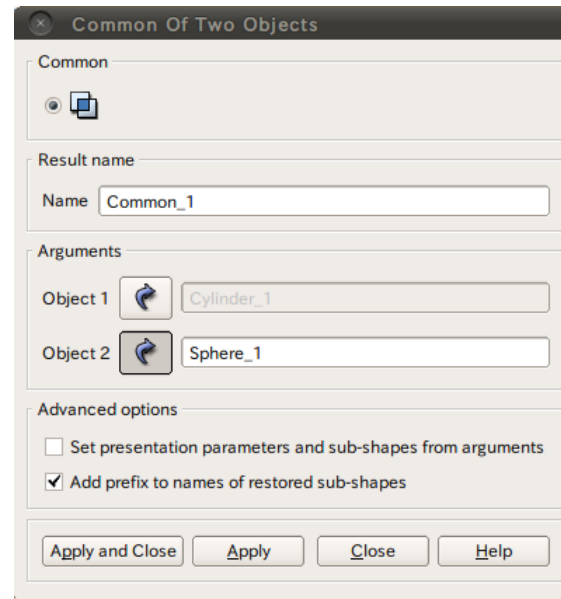 Common Of Two Objects
Common
Result name
Name Common_1
Arguments
Object 1 Cylinder_1
Object 2 Sphere_1
Advanced options
Set presentation parameters and sub-shapes from arguments
Add prefix to names of restored sub-shapes
Apply and Close Apply Close Help